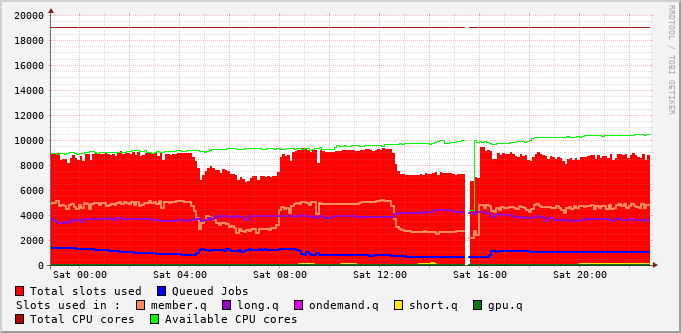 20000
18000
16000
14000
12000
10000
8000
6000
4000
2000
0
Sat 00:00 Sat 04:00 Sat 08:00 Sat 12:00 Sat 16:00 Sat 20:00
Total slots used Queued Jobs
Slots used in : member.q long.q ondemand.q short.q gpu.q
Total CPU cores Available CPU cores
RRDTOOL / TOBI OETIKER